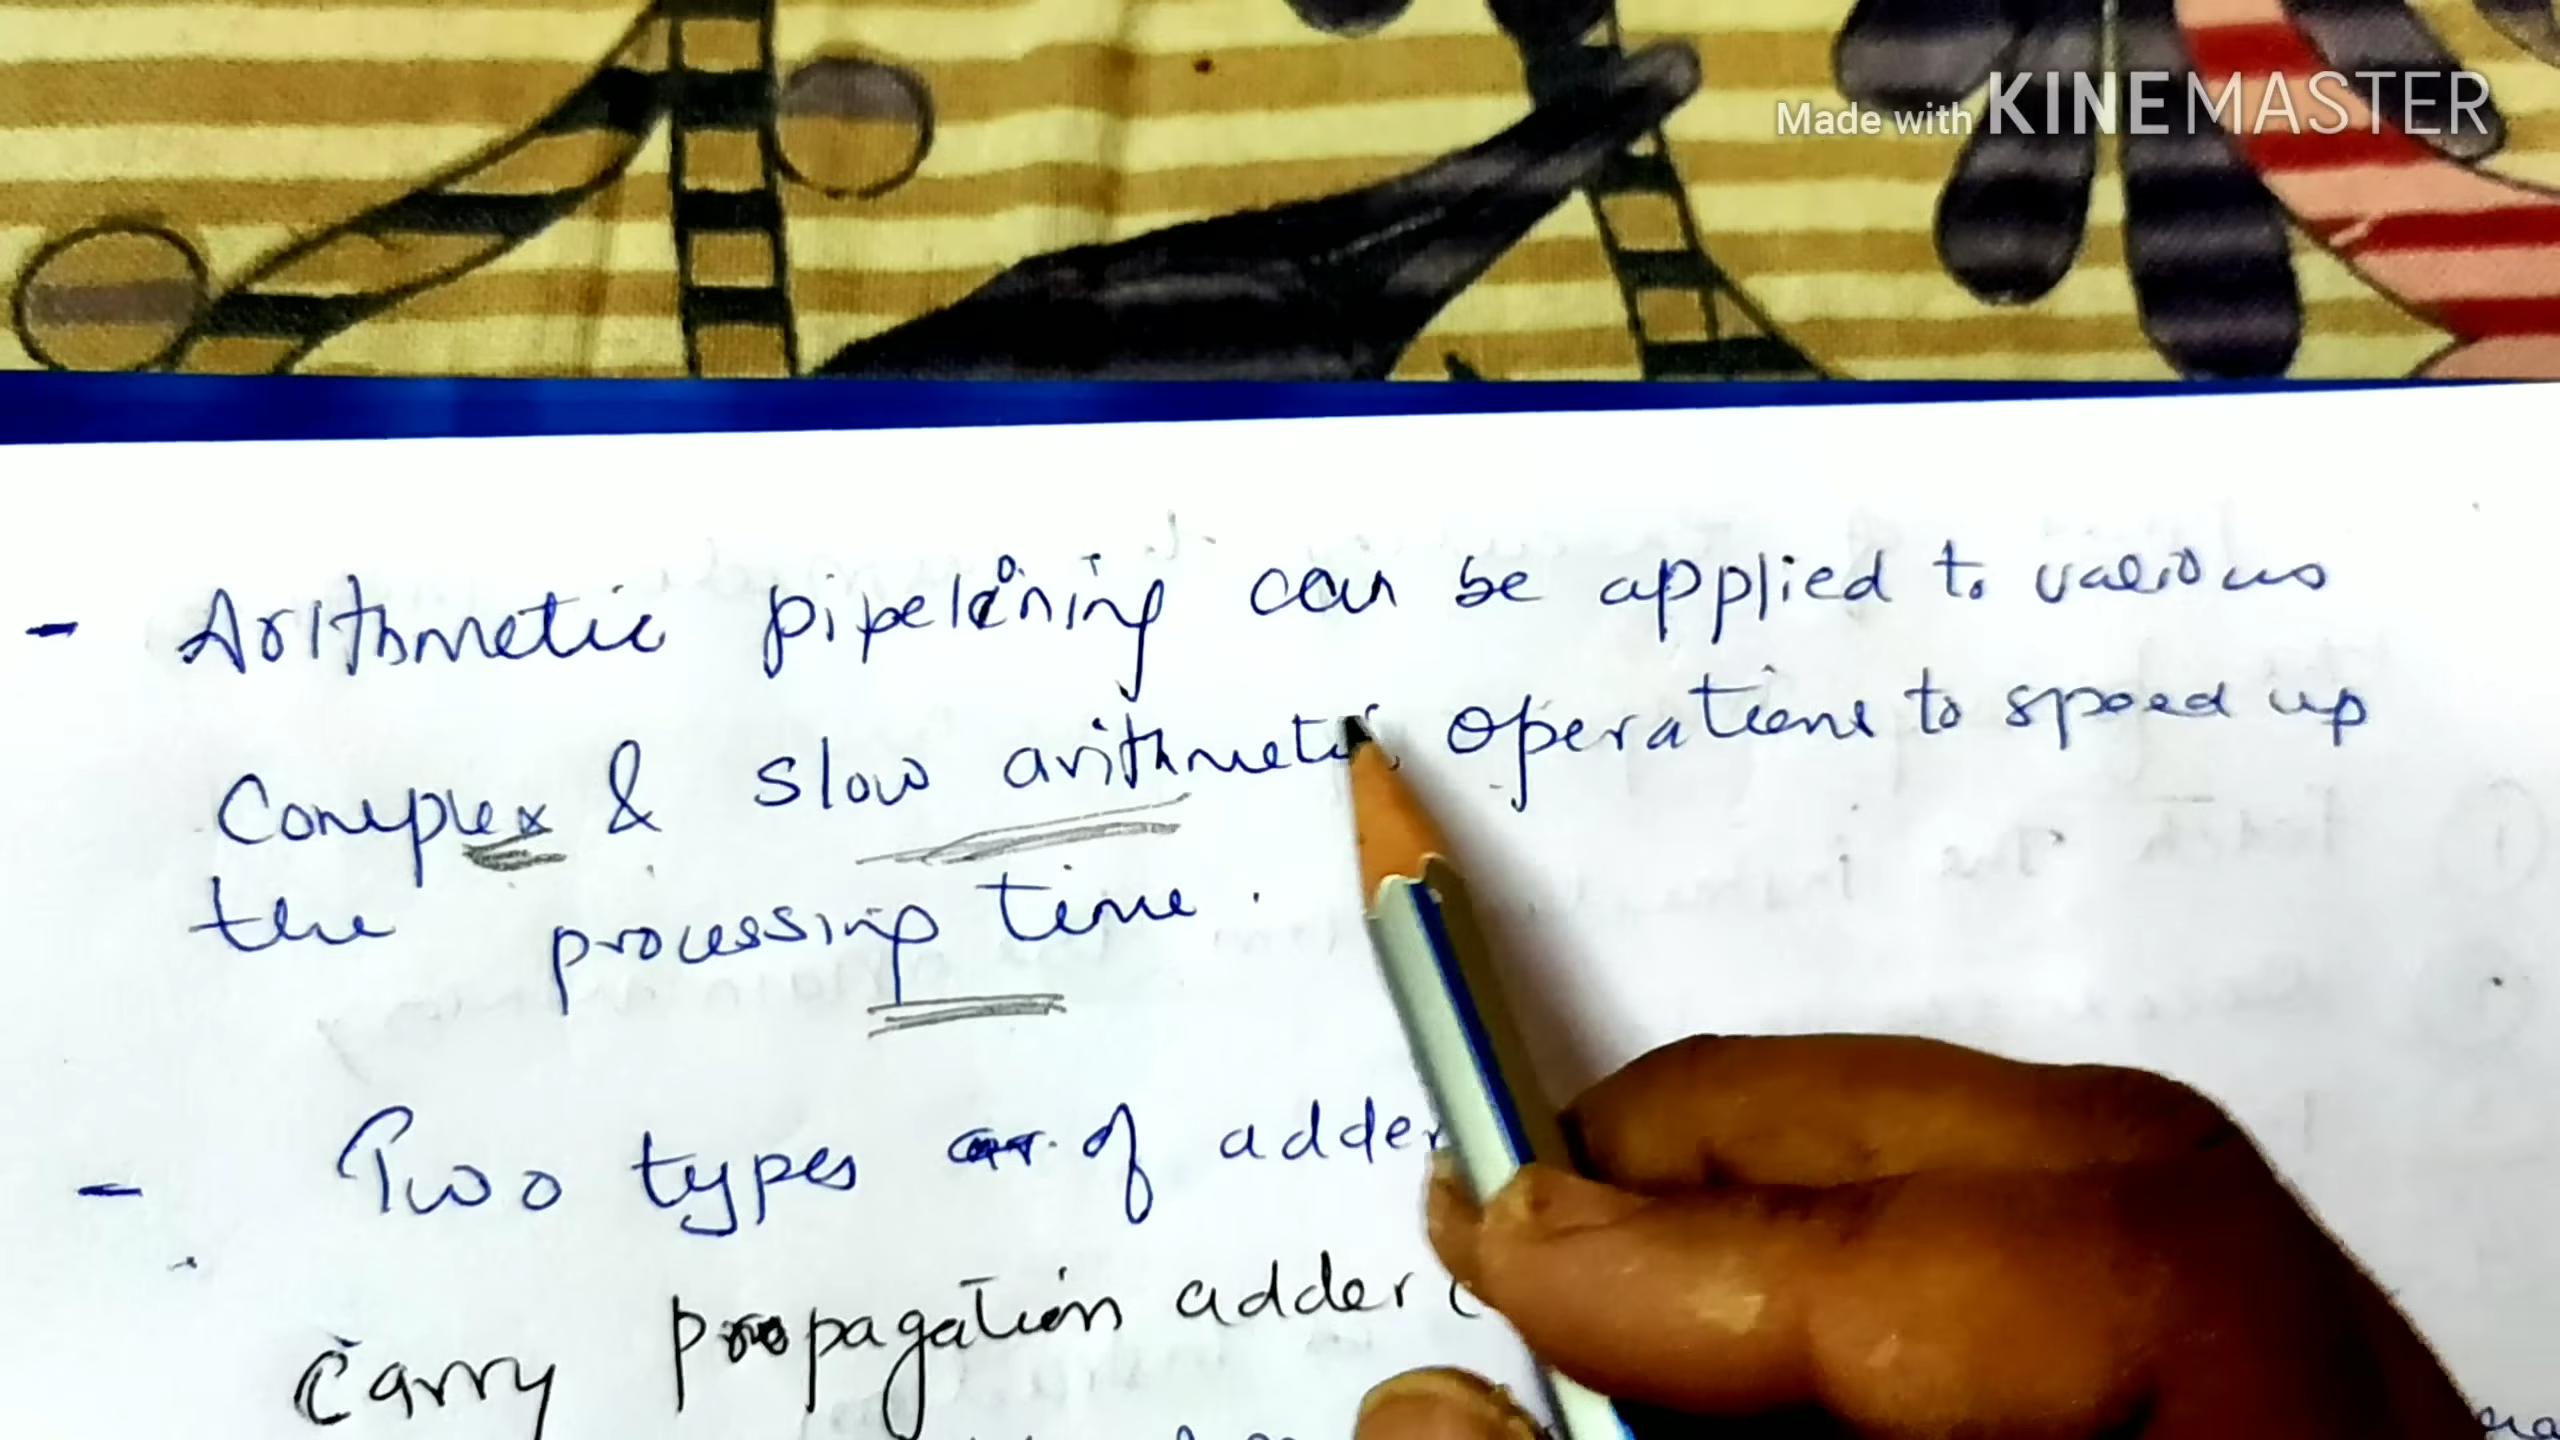 Made with KINEMASTER
- Arithmetic pipelining can be applied to various
Complex & slow arithmetic operations to speed up
the processing time.
- Two types of adder
Carry propagation adder (